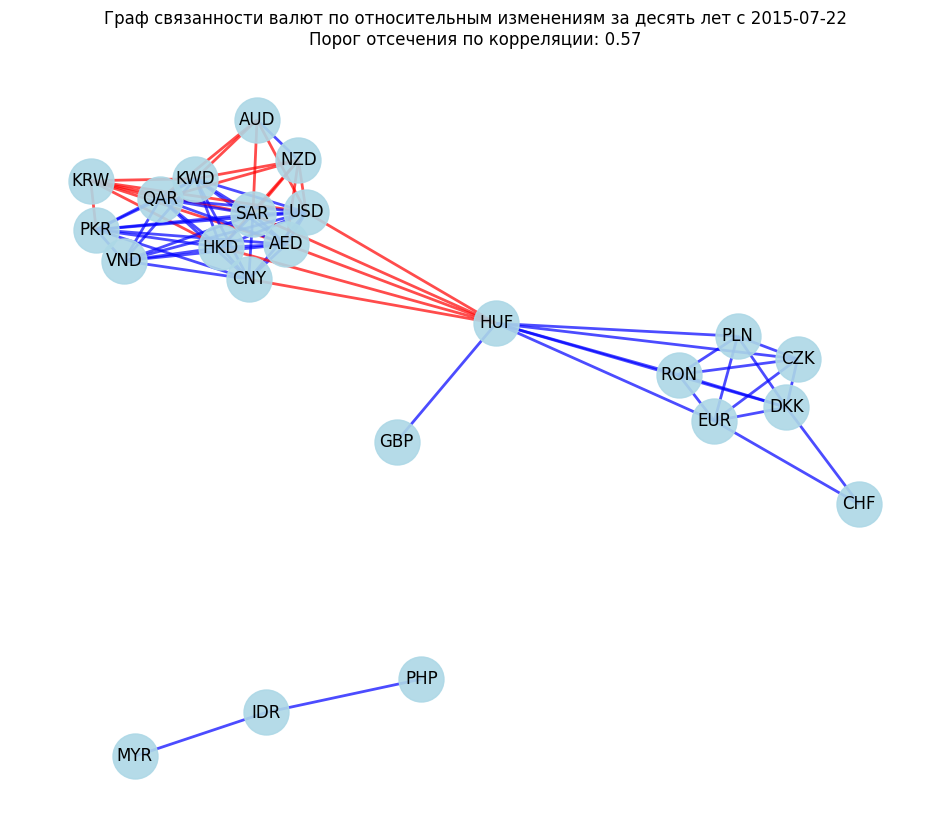 Граф связанности валют по относительным изменениям за десять лет с 2015-07-22
Порог отсечения по корреляции: 0.57
AUD
NZD
KRW
KWD
QAR
SAR
USD
PKR
HKD
AED
VND
CNY
HUF
PLN
CZK
RON
DKK
EUR
GBP
CHF
PHP
IDR
MYR